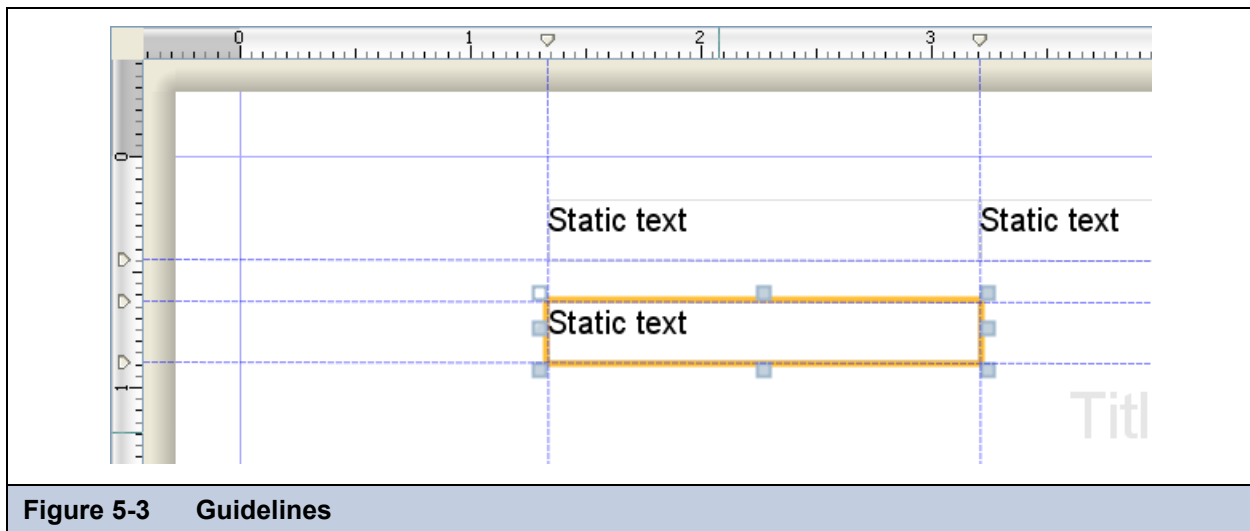 0 1 2 3
0
Static text Static text
Static text
1
Titl
Figure 5-3 Guidelines